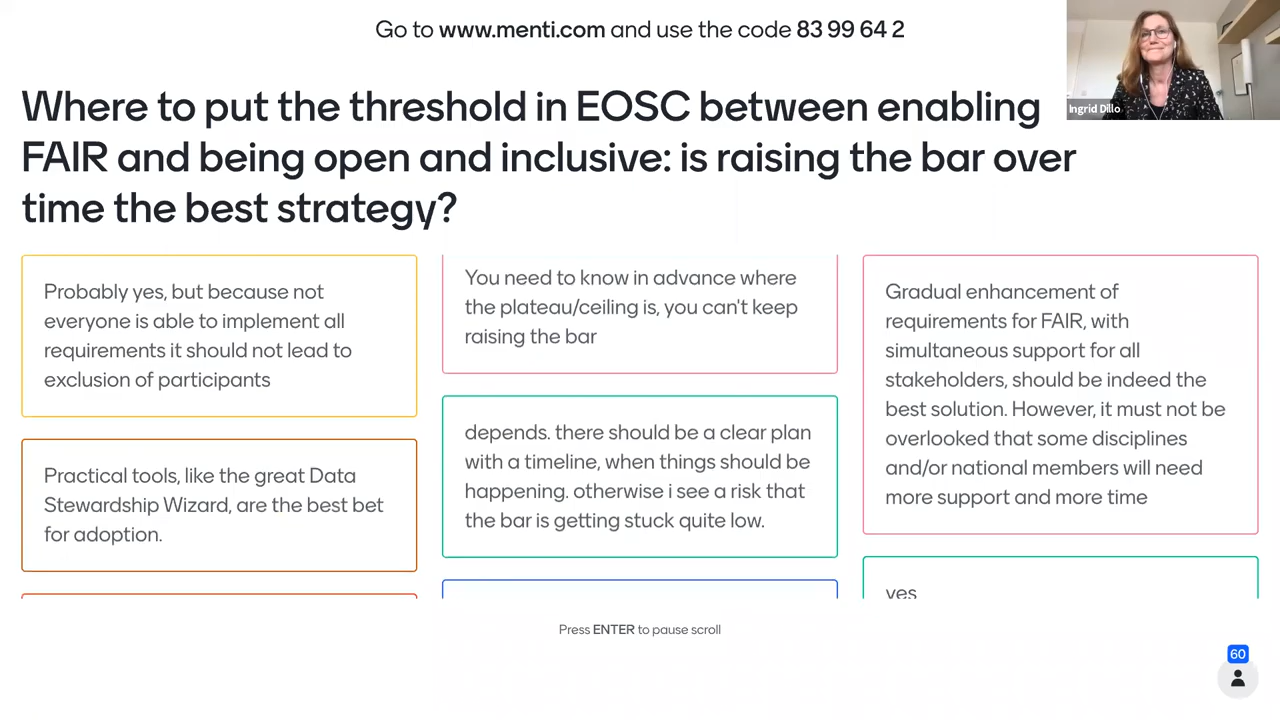 Go to www.menti.com and use the code 83 99 64 2
Ingrid Dillo
Where to put the threshold in EOSC between enabling
FAIR and being open and inclusive: is raising the bar over
time the best strategy?
Probably yes, but because not
everyone is able to implement all
requirements it should not lead to
exclusion of participants
Practical tools, like the great Data
Stewardship Wizard, are the best bet
for adoption.
You need to know in advance where
the plateau/ceiling is, you can't keep
raising the bar
depends. there should be a clear plan
with a timeline, when things should be
happening. otherwise i see a risk that
the bar is getting stuck quite low.
Gradual enhancement of
requirements for FAIR, with
simultaneous support for all
stakeholders, should be indeed the
best solution. However, it must not be
overlooked that some disciplines
and/or national members will need
more support and more time
yes
Press ENTER to pause scroll
60